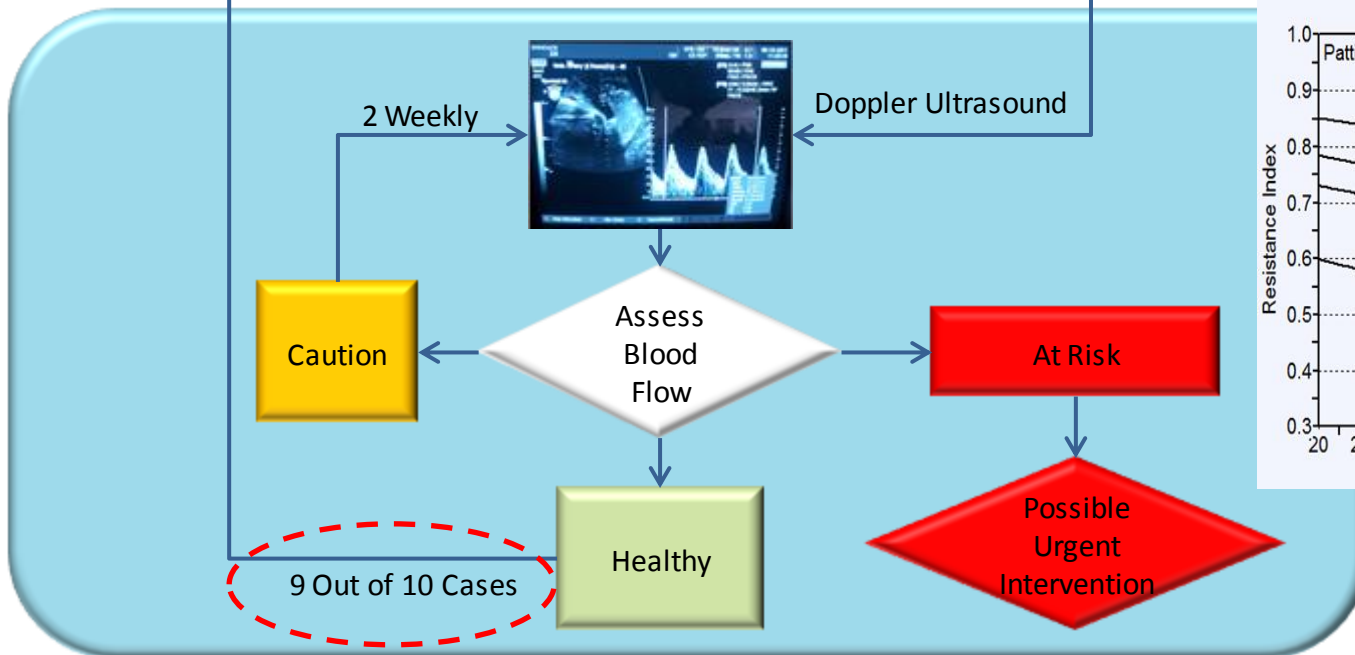 2 Weekly
Doppler Ultrasound
Assess
Blood
Flow
Caution
At Risk
Healthy
9 Out of 10 Cases
Possible
Urgent
Intervention
1.0
0.9
0.8
0.7
0.6
0.5
0.4
0.3
Resistance Index
20